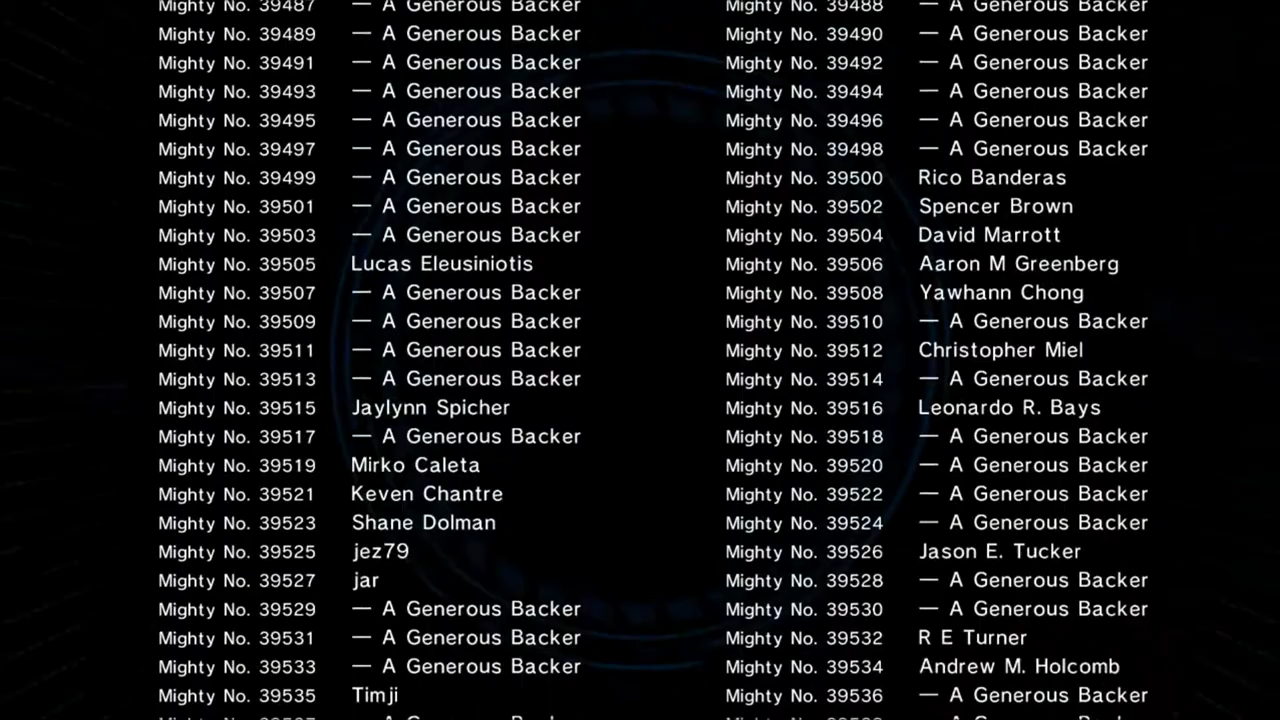 Mighty No. 39487 — A Generous Backer Mighty No. 39488 — A Generous Backer
Mighty No. 39489 — A Generous Backer Mighty No. 39490 — A Generous Backer
Mighty No. 39491 — A Generous Backer Mighty No. 39492 — A Generous Backer
Mighty No. 39493 — A Generous Backer Mighty No. 39494 — A Generous Backer
Mighty No. 39495 — A Generous Backer Mighty No. 39496 — A Generous Backer
Mighty No. 39497 — A Generous Backer Mighty No. 39498 — A Generous Backer
Mighty No. 39499 — A Generous Backer Mighty No. 39500 Rico Banderas
Mighty No. 39501 — A Generous Backer Mighty No. 39502 Spencer Brown
Mighty No. 39503 — A Generous Backer Mighty No. 39504 David Marrott
Mighty No. 39505 Lucas Eleusiniotis Mighty No. 39506 Aaron M Greenberg
Mighty No. 39507 — A Generous Backer Mighty No. 39508 Yawhann Chong
Mighty No. 39509 — A Generous Backer Mighty No. 39510 — A Generous Backer
Mighty No. 39511 — A Generous Backer Mighty No. 39512 Christopher Miel
Mighty No. 39513 — A Generous Backer Mighty No. 39514 — A Generous Backer
Mighty No. 39515 Jaylynn Spicher Mighty No. 39516 Leonardo R. Bays
Mighty No. 39517 — A Generous Backer Mighty No. 39518 — A Generous Backer
Mighty No. 39519 Mirko Caleta Mighty No. 39520 — A Generous Backer
Mighty No. 39521 Keven Chantre Mighty No. 39522 — A Generous Backer
Mighty No. 39523 Shane Dolman Mighty No. 39524 — A Generous Backer
Mighty No. 39525 jez79 Mighty No. 39526 Jason E. Tucker
Mighty No. 39527 jar Mighty No. 39528 — A Generous Backer
Mighty No. 39529 — A Generous Backer Mighty No. 39530 — A Generous Backer
Mighty No. 39531 — A Generous Backer Mighty No. 39532 R E Turner
Mighty No. 39533 — A Generous Backer Mighty No. 39534 Andrew M. Holcomb
Mighty No. 39535 Timji Mighty No. 39536 — A Generous Backer